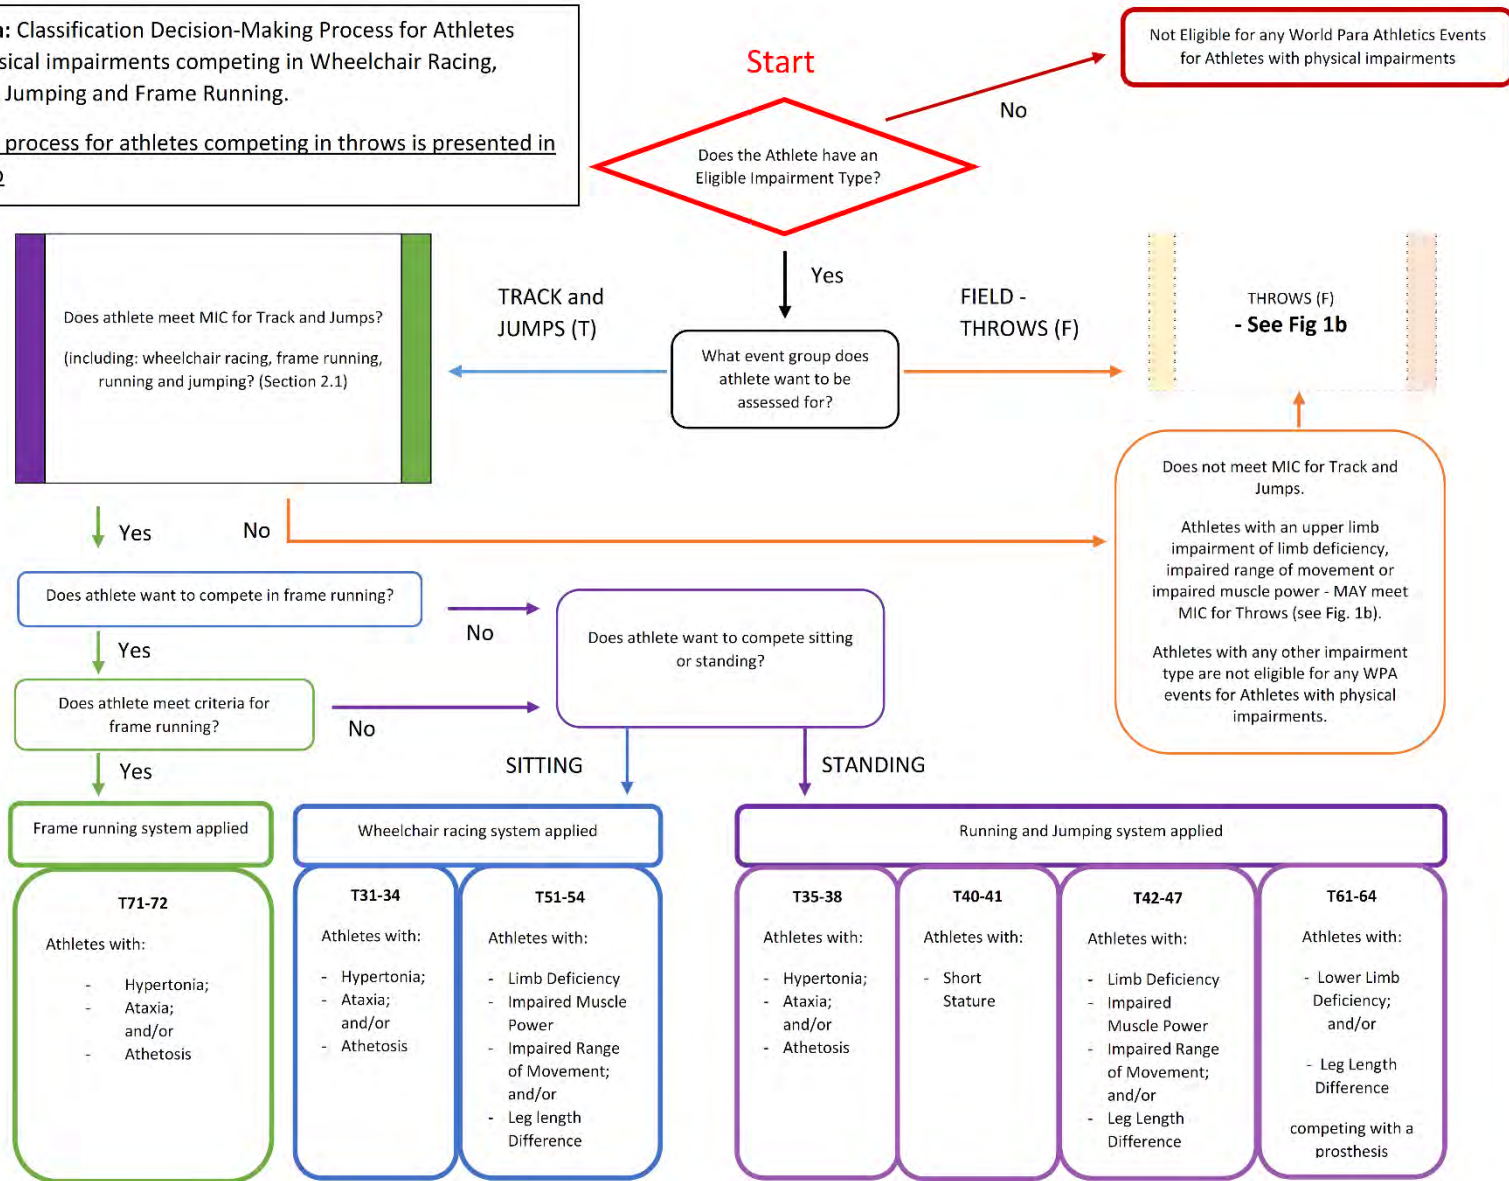 Classification Decision-Making Process for Athletes
impairments competing in Wheelchair Racing,
Jumping and Frame Running.
process for athletes competing in throws is presented in
Start
Does the Athlete have an
Eligible Impairment Type?
No
Not Eligible for any World Para Athletics Events
for Athletes with physical impairments
Yes
What event group does
athlete want to be
assessed for?
TRACK and
JUMPS (T)
FIELD -
THROWS (F)
THROWS (F)
- See Fig 1b
Does athlete meet MIC for Track and Jumps?
(including: wheelchair racing, frame running,
running and jumping? (Section 2.1)
Yes
No
Does not meet MIC for Track and
Jumps.
Athletes with an upper limb
impairment of limb deficiency,
impaired range of movement or
impaired muscle power - MAY meet
MIC for Throws (see Fig. 1b).
Athletes with any other impairment
type are not eligible for any WPA
events for Athletes with physical
impairments.
Does athlete want to compete in frame running?
No
Yes
Does athlete want to compete sitting
or standing?
Does athlete meet criteria for
frame running?
No
Yes
SITTING
STANDING
Frame running system applied
T71-72
Athletes with:
- Hypertonia;
- Ataxia;
and/or
- Athetosis
Wheelchair racing system applied
T31-34
Athletes with:
- Hypertonia;
- Ataxia;
and/or
- Athetosis
T51-54
Athletes with:
- Limb Deficiency
- Impaired Muscle
Power
- Impaired Range
of Movement;
and/or
- Leg length
Difference
Running and Jumping system applied
T35-38
Athletes with:
- Hypertonia;
- Ataxia;
and/or
- Athetosis
T40-41
Athletes with:
- Short
Stature
T42-47
Athletes with:
- Limb Deficiency
- Impaired
Muscle Power
- Impaired Range
of Movement;
and/or
- Leg Length
Difference
T61-64
Athletes with:
- Lower Limb
Deficiency;
and/or
- Leg Length
Difference
competing with a
prosthesis